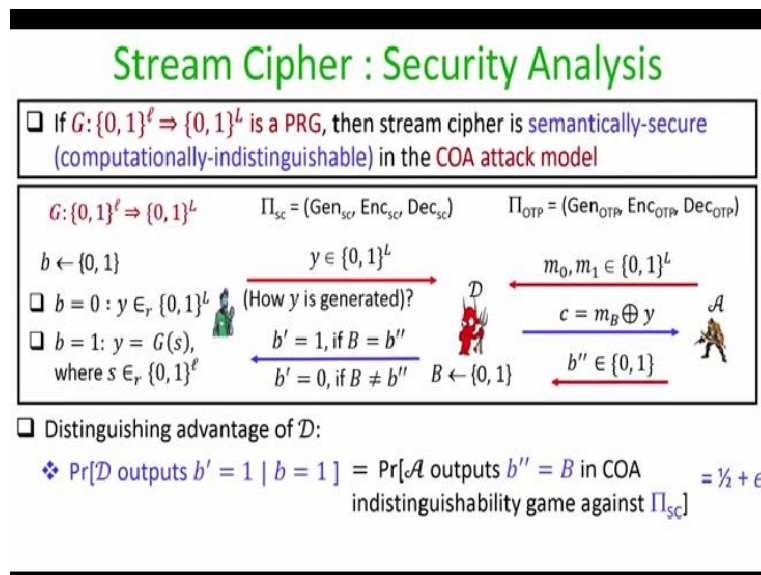 Stream Cipher : Security Analysis
❑ If G: {0, 1}^ℓ ⇒ {0, 1}^L is a PRG, then stream cipher is semantically-secure
(computationally-indistinguishable) in the COA attack model
G: {0, 1}^ℓ ⇒ {0, 1}^L Π_SC = (Gen_sc, Enc_sc, Dec_sc) Π_OTP = (Gen_OTP, Enc_OTP, Dec_OTP)
b ← {0, 1} y ∈ {0, 1}^L m_0, m_1 ∈ {0, 1}^L
❑ b = 0 : y ∈_r {0, 1}^L (How y is generated)? 𝒟 c = m_B ⊕ y 𝒜
❑ b = 1: y = G(s), b′ = 1, if B = b′′
where s ∈_r {0, 1}^ℓ b′ = 0, if B ≠ b′′ B ← {0, 1} b′′ ∈ {0, 1}
❑ Distinguishing advantage of 𝒟:
❖ Pr[𝒟 outputs b′ = 1 | b = 1 ] = Pr[𝒜 outputs b′′ = B in COA = ½ + ϵ
indistinguishability game against Π_SC]